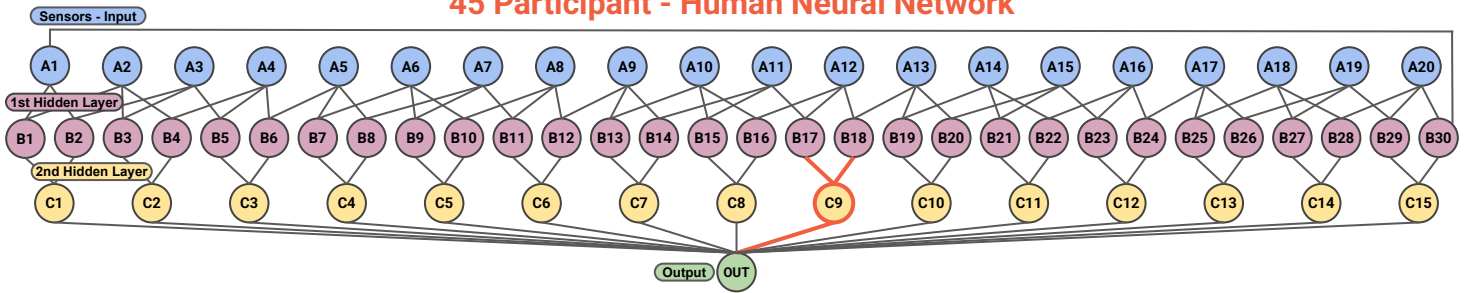 45 Participant - Human Neural Network
Sensors - Input
A1 A2 A3 A4 A5 A6 A7 A8 A9 A10 A11 A12 A13 A14 A15 A16 A17 A18 A19 A20
1st Hidden Layer
B1 B2 B3 B4 B5 B6 B7 B8 B9 B10 B11 B12 B13 B14 B15 B16 B17 B18 B19 B20 B21 B22 B23 B24 B25 B26 B27 B28 B29 B30
2nd Hidden Layer
C1 C2 C3 C4 C5 C6 C7 C8 C9 C10 C11 C12 C13 C14 C15
Output OUT